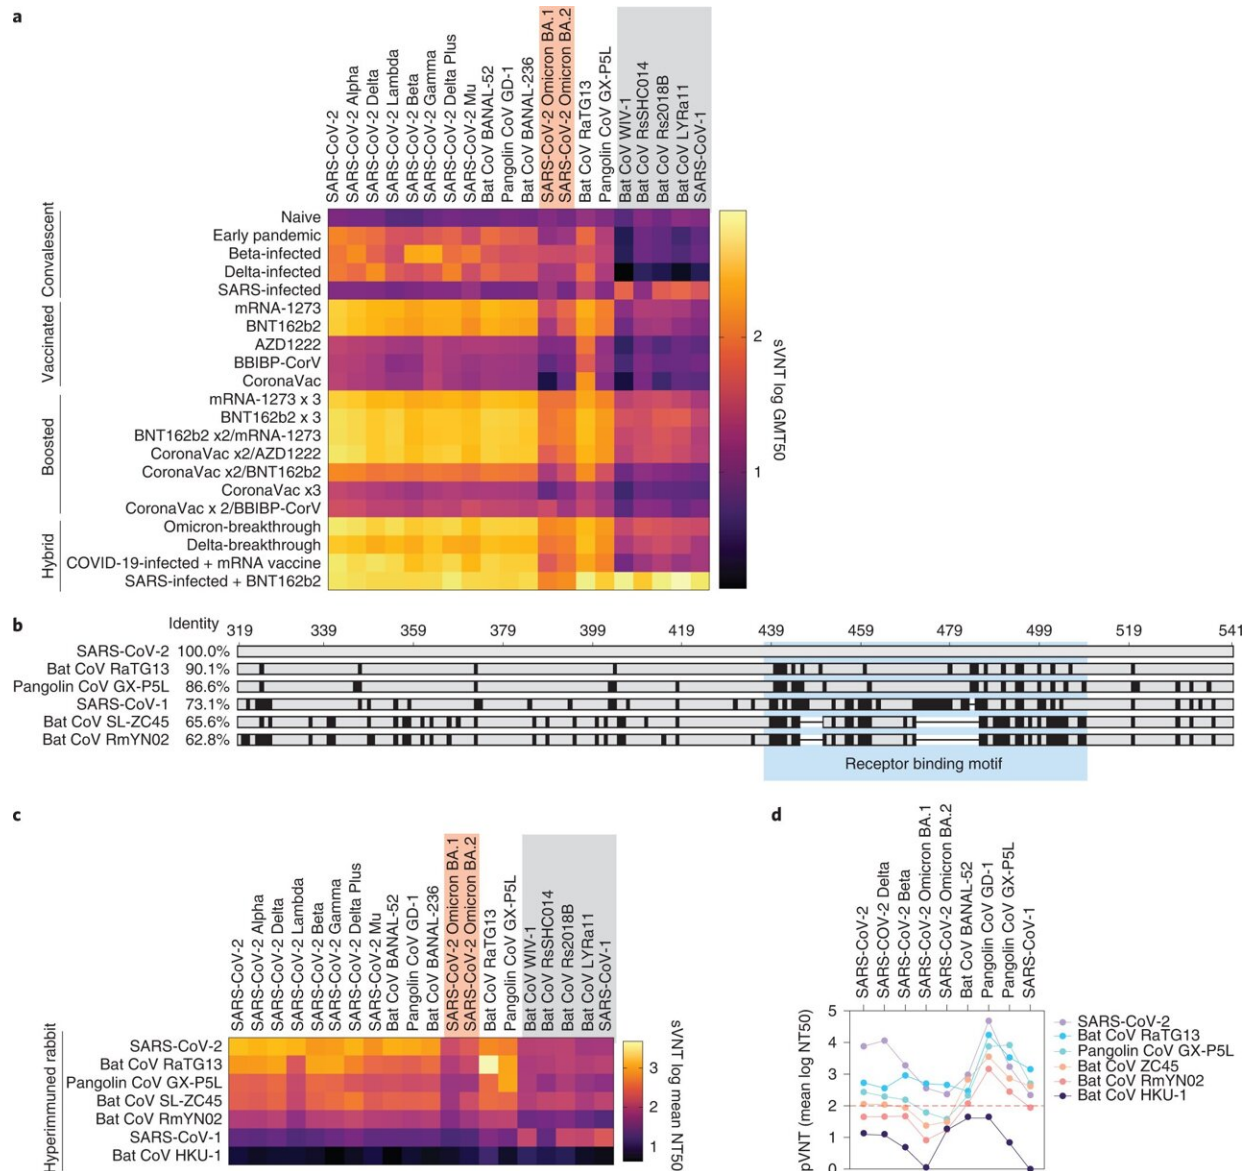 a
SARS-CoV-2
SARS-CoV-2 Alpha
SARS-CoV-2 Delta
SARS-CoV-2 Lambda
SARS-CoV-2 Beta
SARS-CoV-2 Gamma
SARS-CoV-2 Delta Plus
SARS-CoV-2 Mu
Bat CoV BANAL-52
Pangolin CoV GD-1
Bat CoV BANAL-236
SARS-CoV-2 Omicron BA.1
SARS-CoV-2 Omicron BA.2
Bat CoV RaTG13
Pangolin CoV GX-P5L
Bat CoV WIV-1
Bat CoV RsSHC014
Bat CoV Rs2018B
Bat CoV LYRa11
SARS-CoV-1
Convalescent
Naive
Early pandemic
Beta-infected
Delta-infected
SARS-infected
Vaccinated
mRNA-1273
BNT162b2
AZD1222
BBIBP-CorV
CoronaVac
Boosted
mRNA-1273 x 3
BNT162b2 x 3
BNT162b2 x2/mRNA-1273
CoronaVac x2/AZD1222
CoronaVac x2/BNT162b2
CoronaVac x3
CoronaVac x 2/BBIBP-CorV
Hybrid
Omicron-breakthrough
Delta-breakthrough
COVID-19-infected + mRNA vaccine
SARS-infected + BNT162b2
2
1
sVNT log GMT50
b
Identity
319 339 359 379 399 419 439 459 479 499 519 541
SARS-CoV-2 100.0%
Bat CoV RaTG13 90.1%
Pangolin CoV GX-P5L 86.6%
SARS-CoV-1 73.1%
Bat CoV SL-ZC45 65.6%
Bat CoV RmYN02 62.8%
Receptor binding motif
c
SARS-CoV-2
SARS-CoV-2 Alpha
SARS-CoV-2 Delta
SARS-CoV-2 Lambda
SARS-CoV-2 Beta
SARS-CoV-2 Gamma
SARS-CoV-2 Delta Plus
SARS-CoV-2 Mu
Bat CoV BANAL-52
Pangolin CoV GD-1
Bat CoV BANAL-236
SARS-CoV-2 Omicron BA.1
SARS-CoV-2 Omicron BA.2
Bat CoV RaTG13
Pangolin CoV GX-P5L
Bat CoV WIV-1
Bat CoV RsSHC014
Bat CoV Rs2018B
Bat CoV LYRa11
SARS-CoV-1
Hyperimmuned rabbit
SARS-CoV-2
Bat CoV RaTG13
Pangolin CoV GX-P5L
Bat CoV SL-ZC45
Bat CoV RmYN02
SARS-CoV-1
Bat CoV HKU-1
3
2
1
sVNT log mean NT50
d
SARS-CoV-2
SARS-COV-2 Delta
SARS-CoV-2 Beta
SARS-CoV-2 Omicron BA.1
SARS-CoV-2 Omicron BA.2
Bat CoV BANAL-52
Pangolin CoV GD-1
Pangolin CoV GX-P5L
SARS-CoV-1
pVNT (mean log NT50)
5
4
3
2
1
0
SARS-CoV-2
Bat CoV RaTG13
Pangolin CoV GX-P5L
Bat CoV ZC45
Bat CoV RmYN02
Bat CoV HKU-1